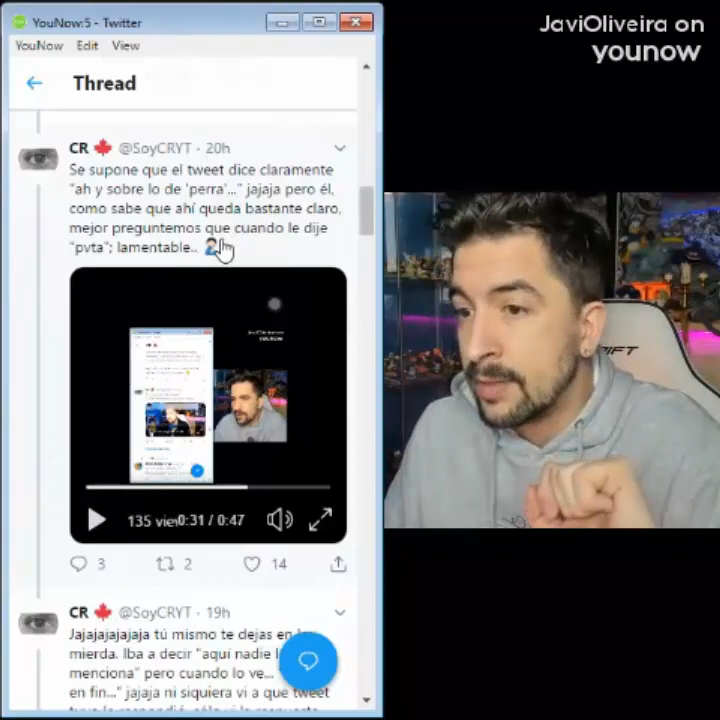 YouNow:5 - Twitter
YouNow Edit View
Thread
CR @SoyCRYT · 20h
Se supone que el tweet dice claramente
"ah y sobre lo de 'perra'..." jajaja pero él,
como sabe que ahí queda bastante claro,
mejor preguntemos que cuando le dije
"pvta"; lamentable..
135 vie 0:31 / 0:47
3 2 14
CR @SoyCRYT · 19h
Jajajajajajaja tú mismo te dejas en
mierda. Iba a decir "aquí nadie l
menciona" pero cuando lo ve...
en fin..." jajaja ni siquiera vi a que tweet
JaviOliveira on
younow